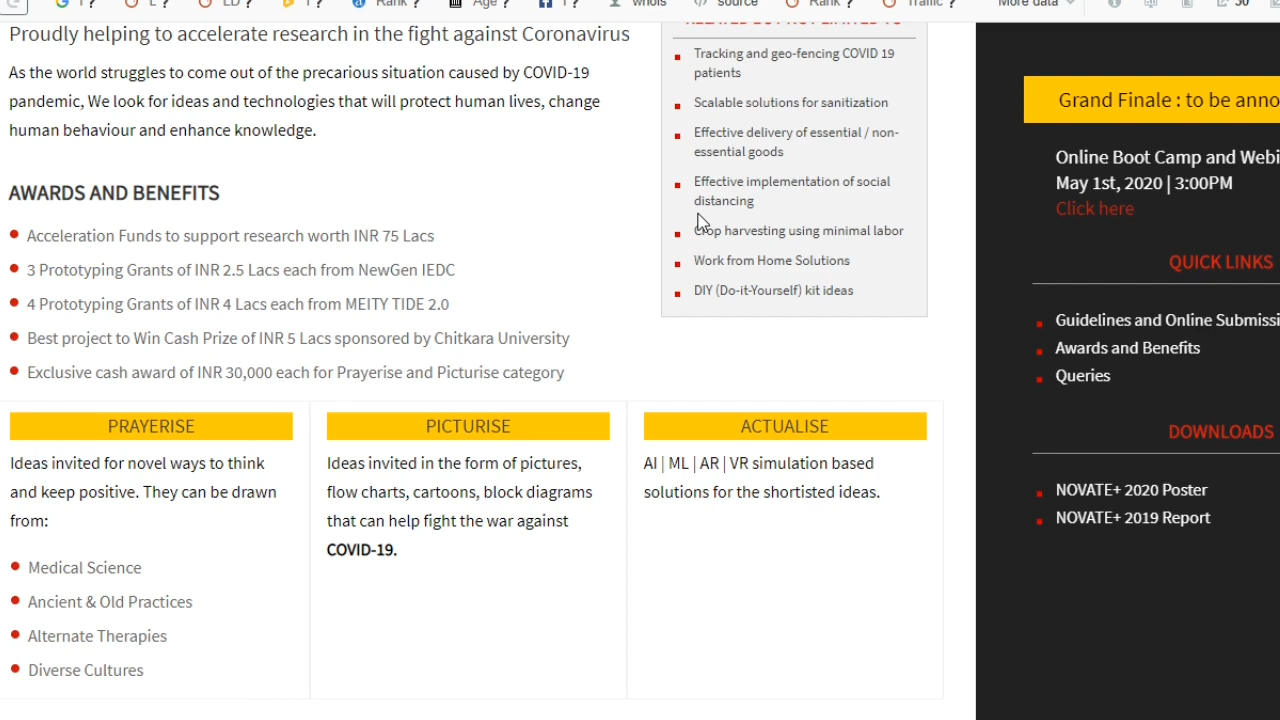 Rank ?
Age ?
whois
source
Rank ?
Traffic ?
More data
50
Proudly helping to accelerate research in the fight against Coronavirus
As the world struggles to come out of the precarious situation caused by COVID-19
pandemic, We look for ideas and technologies that will protect human lives, change
human behaviour and enhance knowledge.
AWARDS AND BENEFITS
Acceleration Funds to support research worth INR 75 Lacs
3 Prototyping Grants of INR 2.5 Lacs each from NewGen IEDC
4 Prototyping Grants of INR 4 Lacs each from MEITY TIDE 2.0
Best project to Win Cash Prize of INR 5 Lacs sponsored by Chitkara University
Exclusive cash award of INR 30,000 each for Prayerise and Picturise category
Tracking and geo-fencing COVID 19
patients
Scalable solutions for sanitization
Effective delivery of essential / non-
essential goods
Effective implementation of social
distancing
Crop harvesting using minimal labor
Work from Home Solutions
DIY (Do-it-Yourself) kit ideas
PRAYERISE
Ideas invited for novel ways to think
and keep positive. They can be drawn
from:
Medical Science
Ancient & Old Practices
Alternate Therapies
Diverse Cultures
PICTURISE
Ideas invited in the form of pictures,
flow charts, cartoons, block diagrams
that can help fight the war against
COVID-19.
ACTUALISE
AI | ML | AR | VR simulation based
solutions for the shortisted ideas.
Grand Finale : to be anno
Online Boot Camp and Webi
May 1st, 2020 | 3:00PM
Click here
QUICK LINKS
Guidelines and Online Submissi
Awards and Benefits
Queries
DOWNLOADS
NOVATE+ 2020 Poster
NOVATE+ 2019 Report